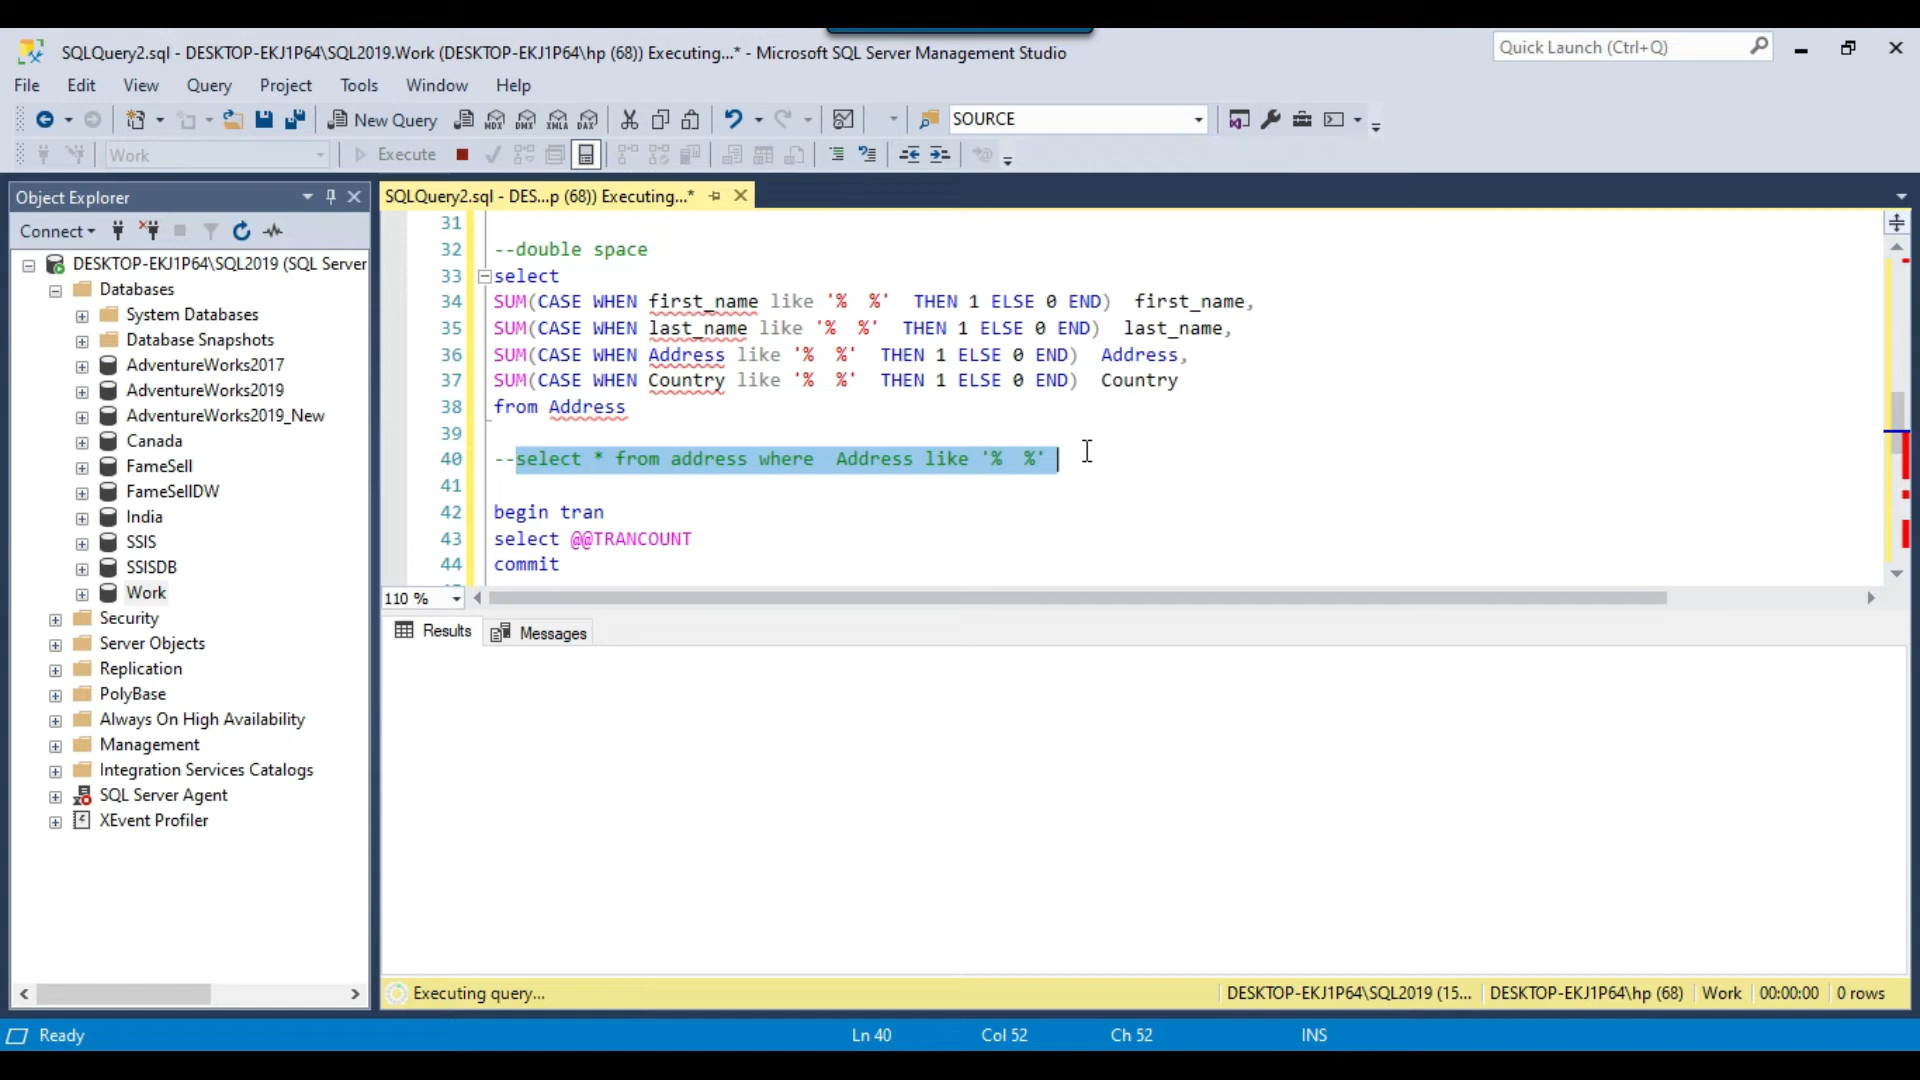 SQLQuery2.sql - DESKTOP-EKJ1P64\SQL2019.Work (DESKTOP-EKJ1P64\hp (68)) Executing...* - Microsoft SQL Server Management Studio
Quick Launch (Ctrl+Q)
File Edit View Query Project Tools Window Help
New Query MDX DMX XMLA DAX SOURCE
Work Execute
Object Explorer
SQLQuery2.sql - DES...p (68)) Executing...*
Connect
DESKTOP-EKJ1P64\SQL2019 (SQL Server
Databases
System Databases
Database Snapshots
AdventureWorks2017
AdventureWorks2019
AdventureWorks2019_New
Canada
FameSell
FameSellDW
India
SSIS
SSISDB
Work
Security
Server Objects
Replication
PolyBase
Always On High Availability
Management
Integration Services Catalogs
SQL Server Agent
XEvent Profiler
31
32 --double space
33 select
34 SUM(CASE WHEN first_name like '%  %'  THEN 1 ELSE 0 END)  first_name,
35 SUM(CASE WHEN last_name like '%  %'  THEN 1 ELSE 0 END)  last_name,
36 SUM(CASE WHEN Address like '%  %'  THEN 1 ELSE 0 END)  Address,
37 SUM(CASE WHEN Country like '%  %'  THEN 1 ELSE 0 END)  Country
38 from Address
39
40 --select * from address where  Address like '%  %'
41
42 begin tran
43 select @@TRANCOUNT
44 commit
110 %
Results Messages
Executing query... DESKTOP-EKJ1P64\SQL2019 (15... DESKTOP-EKJ1P64\hp (68) Work 00:00:00 0 rows
Ready Ln 40 Col 52 Ch 52 INS